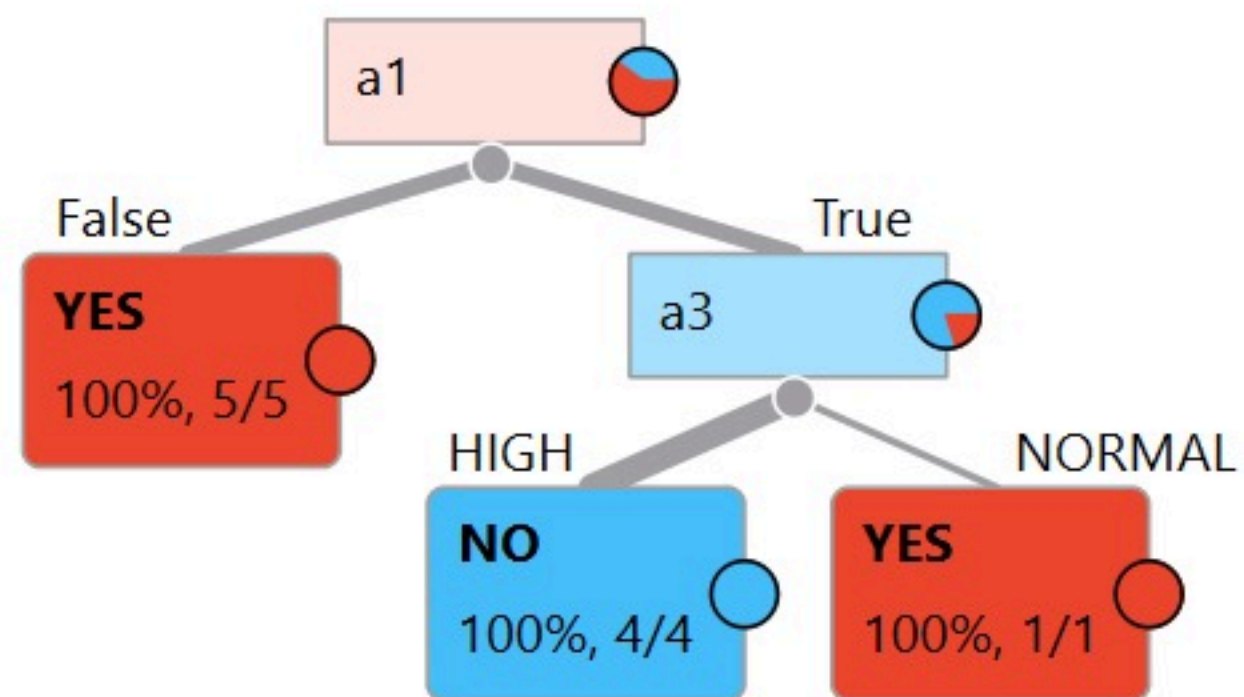 a1
False
True
YES
100%, 5/5
a3
HIGH
NORMAL
NO
100%, 4/4
YES
100%, 1/1